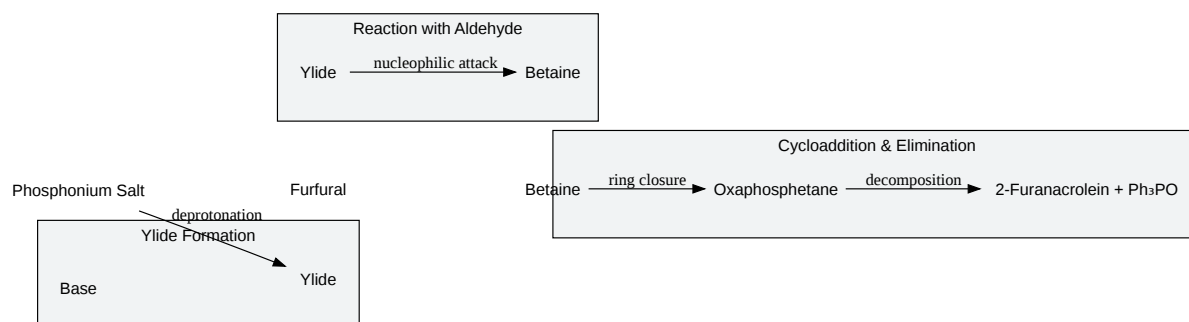 Reaction with Aldehyde
Ylide nucleophilic attack Betaine
Cycloaddition & Elimination
Phosphonium Salt
Furfural
Betaine ring closure Oxaphosphetane decomposition 2-Furanacrolein + Ph₃PO
deprotonation
Ylide Formation
Base
Ylide